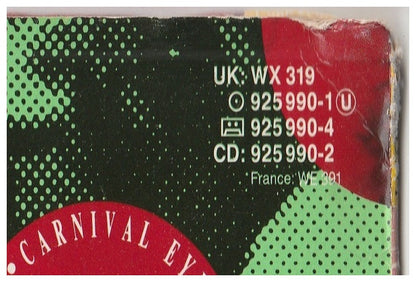 UK: WX 319
925 990-1 U
925 990-4
CD: 925 990-2
France: WE 391
• CARNIVAL